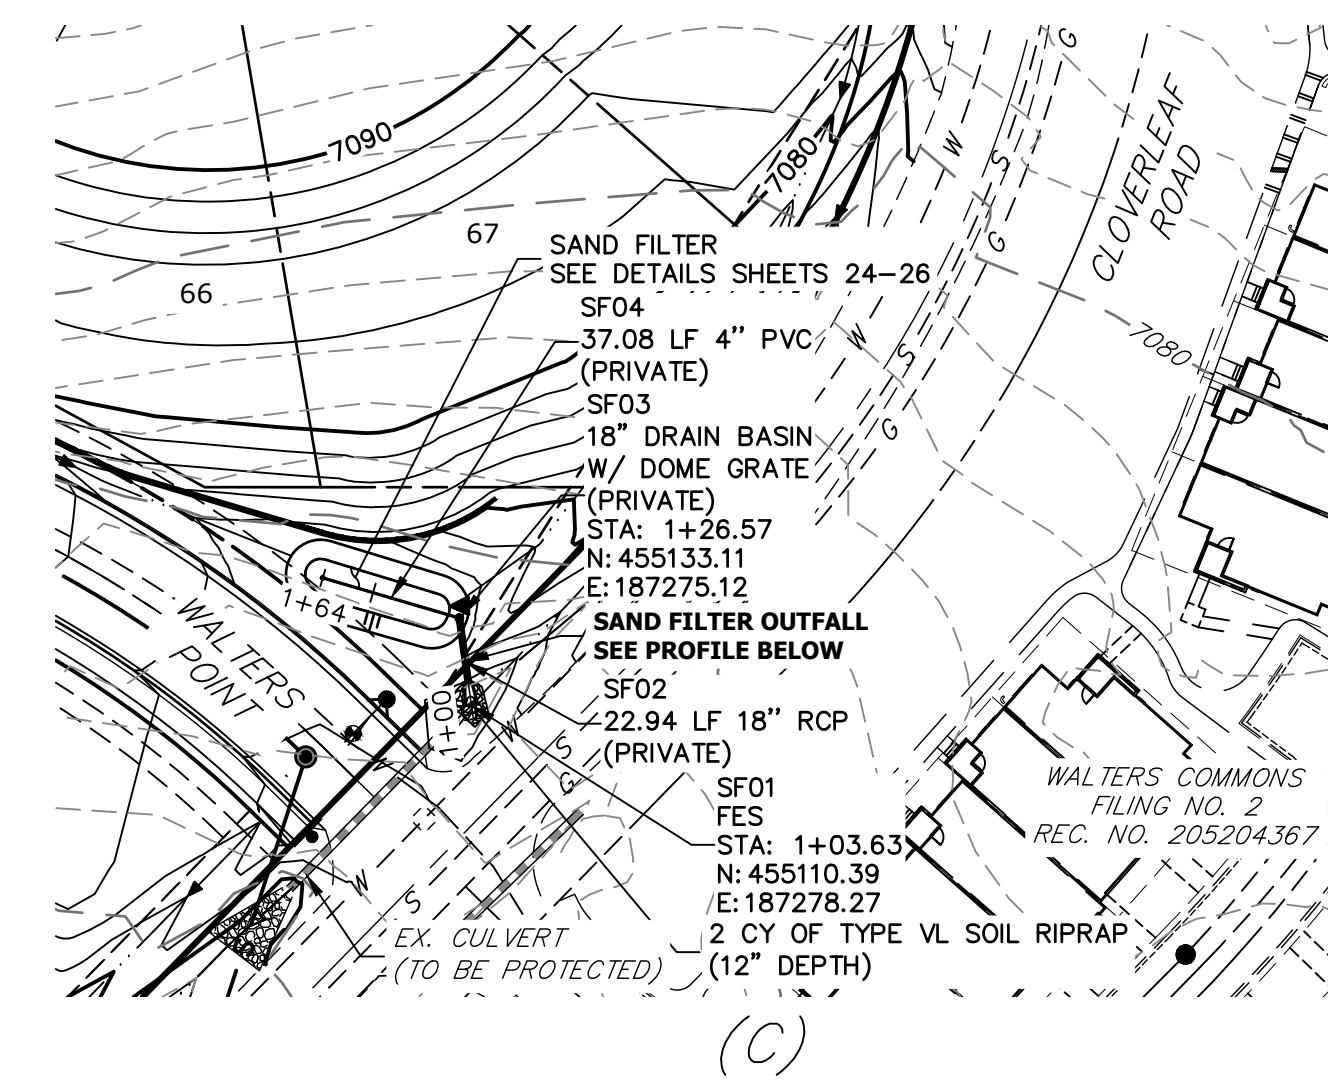 7090
7080
W
G
S
G
CLOVERLEAF
ROAD
67
66
SAND FILTER
SEE DETAILS SHEETS 24-26
SF04
37.08 LF 4" PVC
(PRIVATE)
W
S
G
7080
SF03
18" DRAIN BASIN
W/ DOME GRATE
(PRIVATE)
STA: 1+26.57
N:455133.11
E:187275.12
1+64
WALTERS
POINT
SAND FILTER OUTFALL
SEE PROFILE BELOW
SF02
22.94 LF 18" RCP
(PRIVATE)
1+00
W
S
G
SF01
FES
STA: 1+03.63
N:455110.39
E:187278.27
2 CY OF TYPE VL SOIL RIPRAP
(12" DEPTH)
WALTERS COMMONS
FILING NO. 2
REC. NO. 205204367
W
S
EX. CULVERT
(TO BE PROTECTED)
(C)